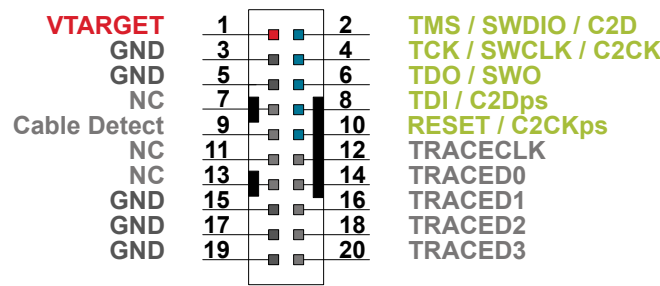 VTARGET 1 2 TMS / SWDIO / C2D
GND 3 4 TCK / SWCLK / C2CK
GND 5 6 TDO / SWO
NC 7 8 TDI / C2Dps
Cable Detect 9 10 RESET / C2CKps
NC 11 12 TRACECLK
NC 13 14 TRACED0
GND 15 16 TRACED1
GND 17 18 TRACED2
GND 19 20 TRACED3